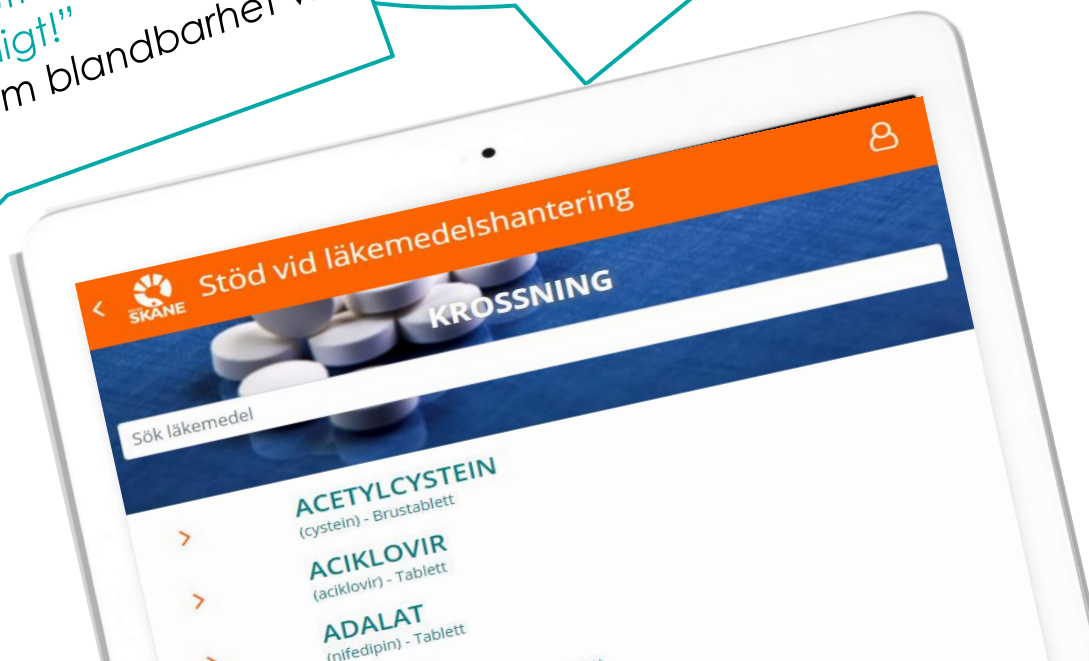 igt!”
m blandbarhet v
Stöd vid läkemedelshantering
SKÅNE
KROSSNING
Sök läkemedel
ACETYLCYSTEIN
(cystein) - Brustablett
ACIKLOVIR
(aciklovir) - Tablett
ADALAT
(nifedipin) - Tablett